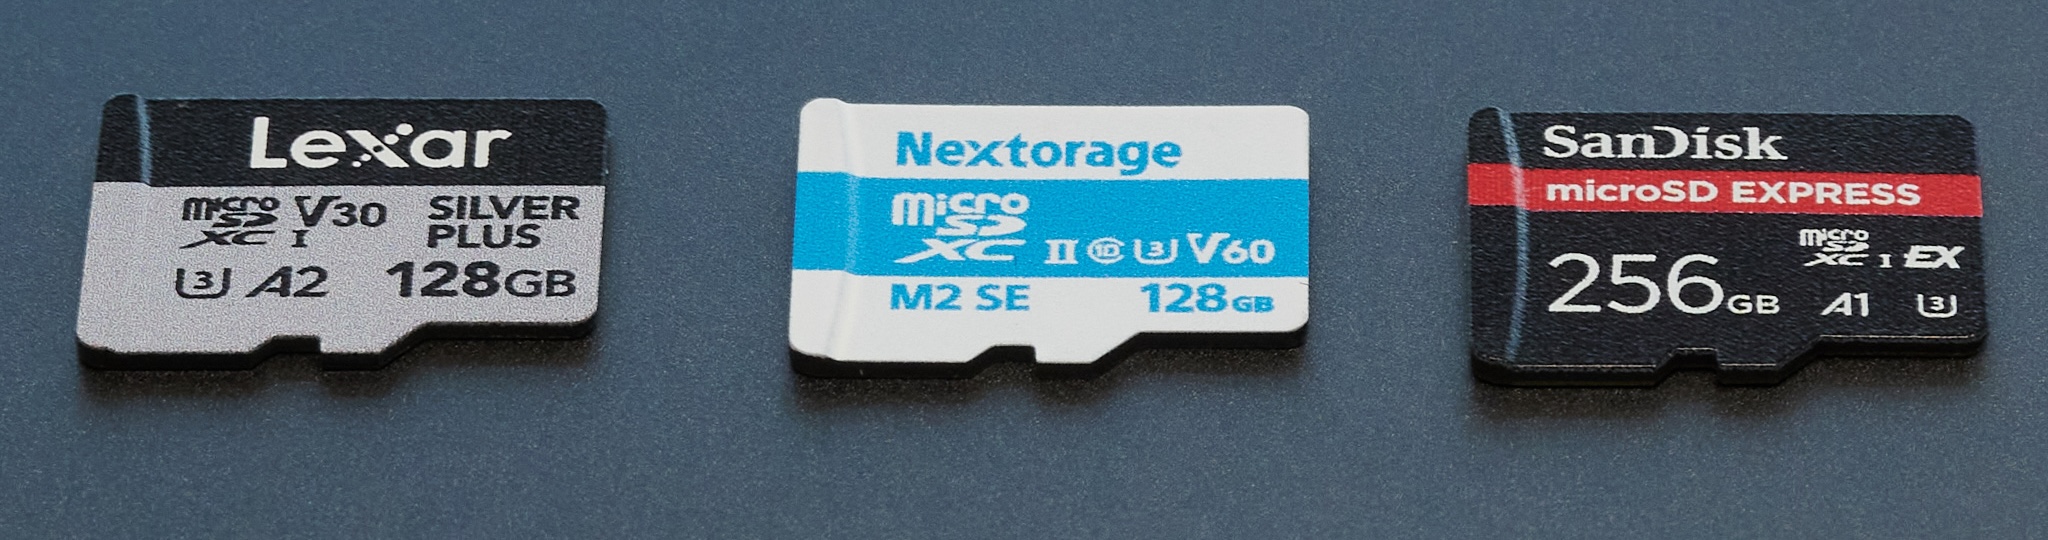 Lexar
micro SD XC I V30 SILVER PLUS
U3 A2 128GB
Nextorage
micro SD XC II 10 U3 V60
M2 SE 128GB
SanDisk
microSD EXPRESS
micro SD XC I EX
256GB A1 U3